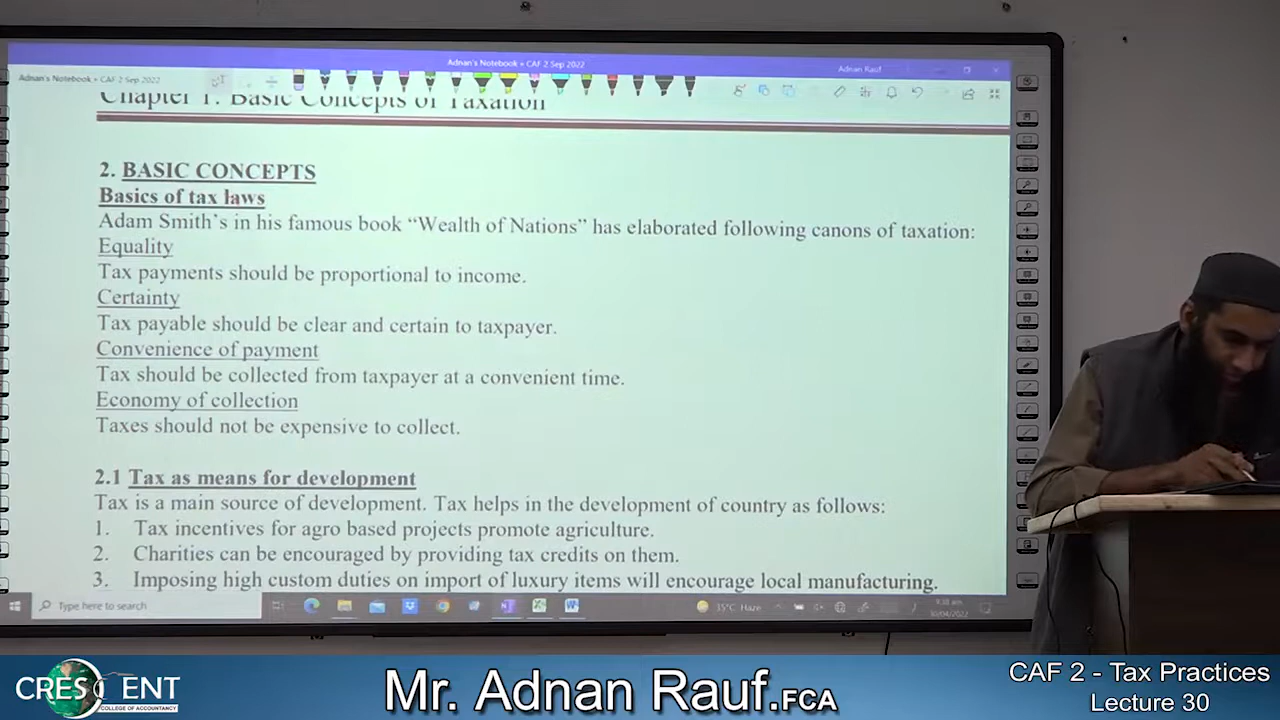 Adnan's Notebook • CAF 2 Sep 2022
Adnan's Notebook • CAF 2 Sep 2022
Adnan Rauf
Chapter 1: Basic Concepts of Taxation
2. BASIC CONCEPTS
Basics of tax laws
Adam Smith's in his famous book “Wealth of Nations” has elaborated following canons of taxation:
Equality
Tax payments should be proportional to income.
Certainty
Tax payable should be clear and certain to taxpayer.
Convenience of payment
Tax should be collected from taxpayer at a convenient time.
Economy of collection
Taxes should not be expensive to collect.
2.1 Tax as means for development
Tax is a main source of development. Tax helps in the development of country as follows:
1. Tax incentives for agro based projects promote agriculture.
2. Charities can be encouraged by providing tax credits on them.
3. Imposing high custom duties on import of luxury items will encourage local manufacturing.
Type here to search
35°C Haze
9:38 am
30/04/2022
CRESCENT
COLLEGE OF ACCOUNTANCY
Mr. Adnan Rauf.FCA
CAF 2 - Tax Practices
Lecture 30